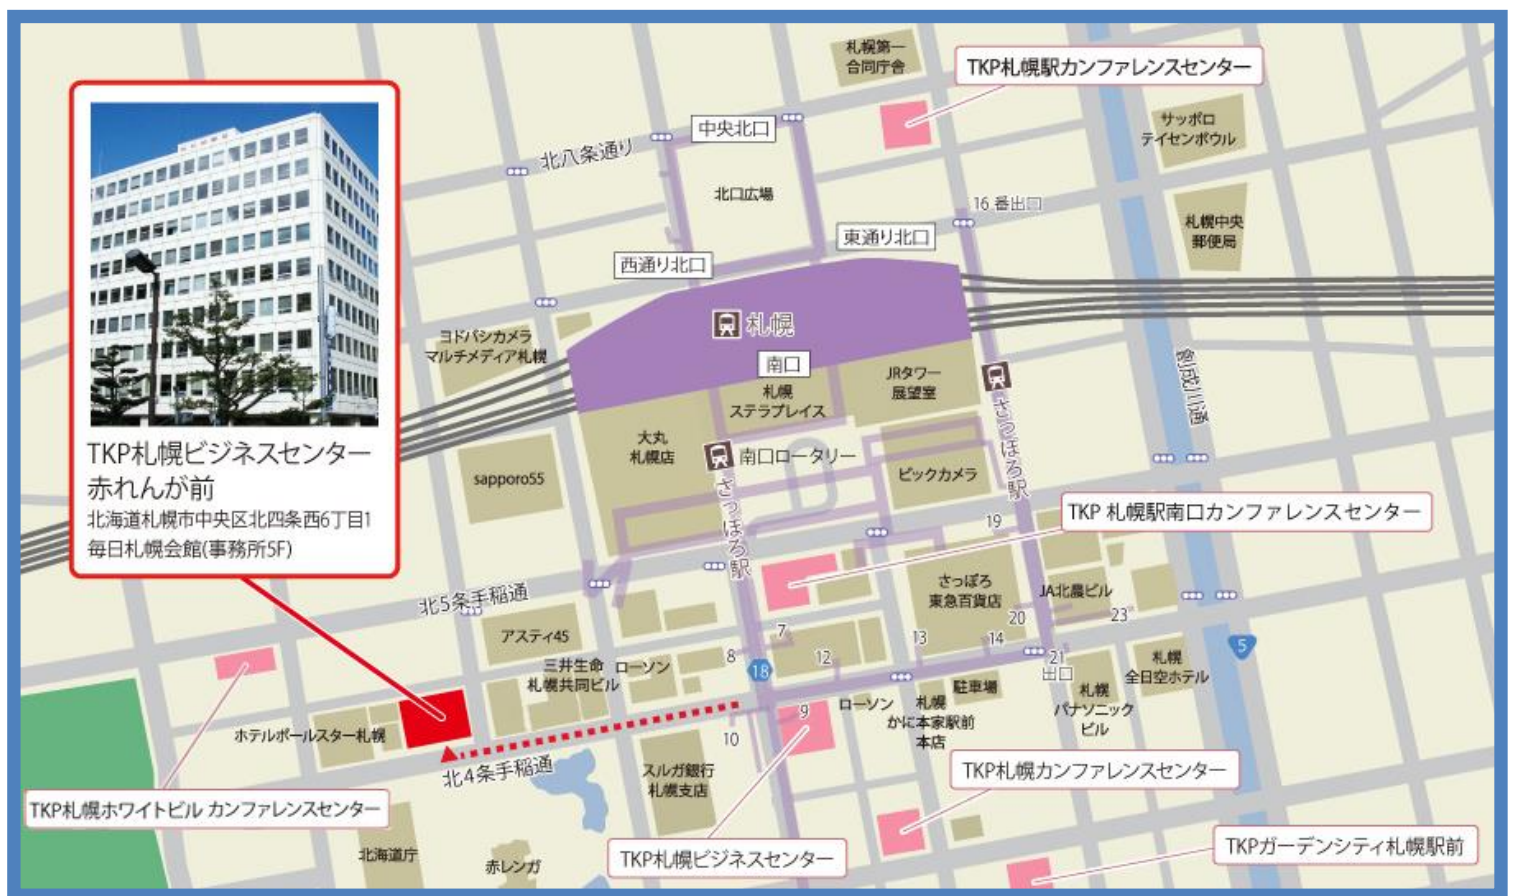 札幌第一
合同庁舎
TKP札幌駅カンファレンスセンター
中央北口
サッポロ
テイセンボウル
北八条通り
北口広場
16 番出口
札幌中央
郵便局
東通り北口
西通り北口
札幌
ヨドバシカメラ
マルチメディア札幌
南口
札幌
ステラプレイス
JRタワー
展望室
創成川通
TKP札幌ビジネスセンター
赤れんが前
北海道札幌市中央区北四条西6丁目1
毎日札幌会館(事務所5F)
大丸
札幌店
南口ロータリー
さっぽろ駅
さっぽろ駅
sapporo55
ビックカメラ
TKP 札幌駅南口カンファレンスセンター
19
北5条手稲通
さっぽろ
東急百貨店
JA北農ビル
20
23
アスティ45
7
13
14
三井生命
札幌共同ビル
ローソン
8
12
18
21
出口
札幌
全日空ホテル
5
駐車場
ローソン
札幌
かに本家駅前
本店
札幌
パナソニック
ビル
9
10
ホテルポールスター札幌
北4条手稲通
スルガ銀行
札幌支店
TKP札幌カンファレンスセンター
TKP札幌ホワイトビル カンファレンスセンター
北海道庁
赤レンガ
TKP札幌ビジネスセンター
TKPガーデンシティ札幌駅前